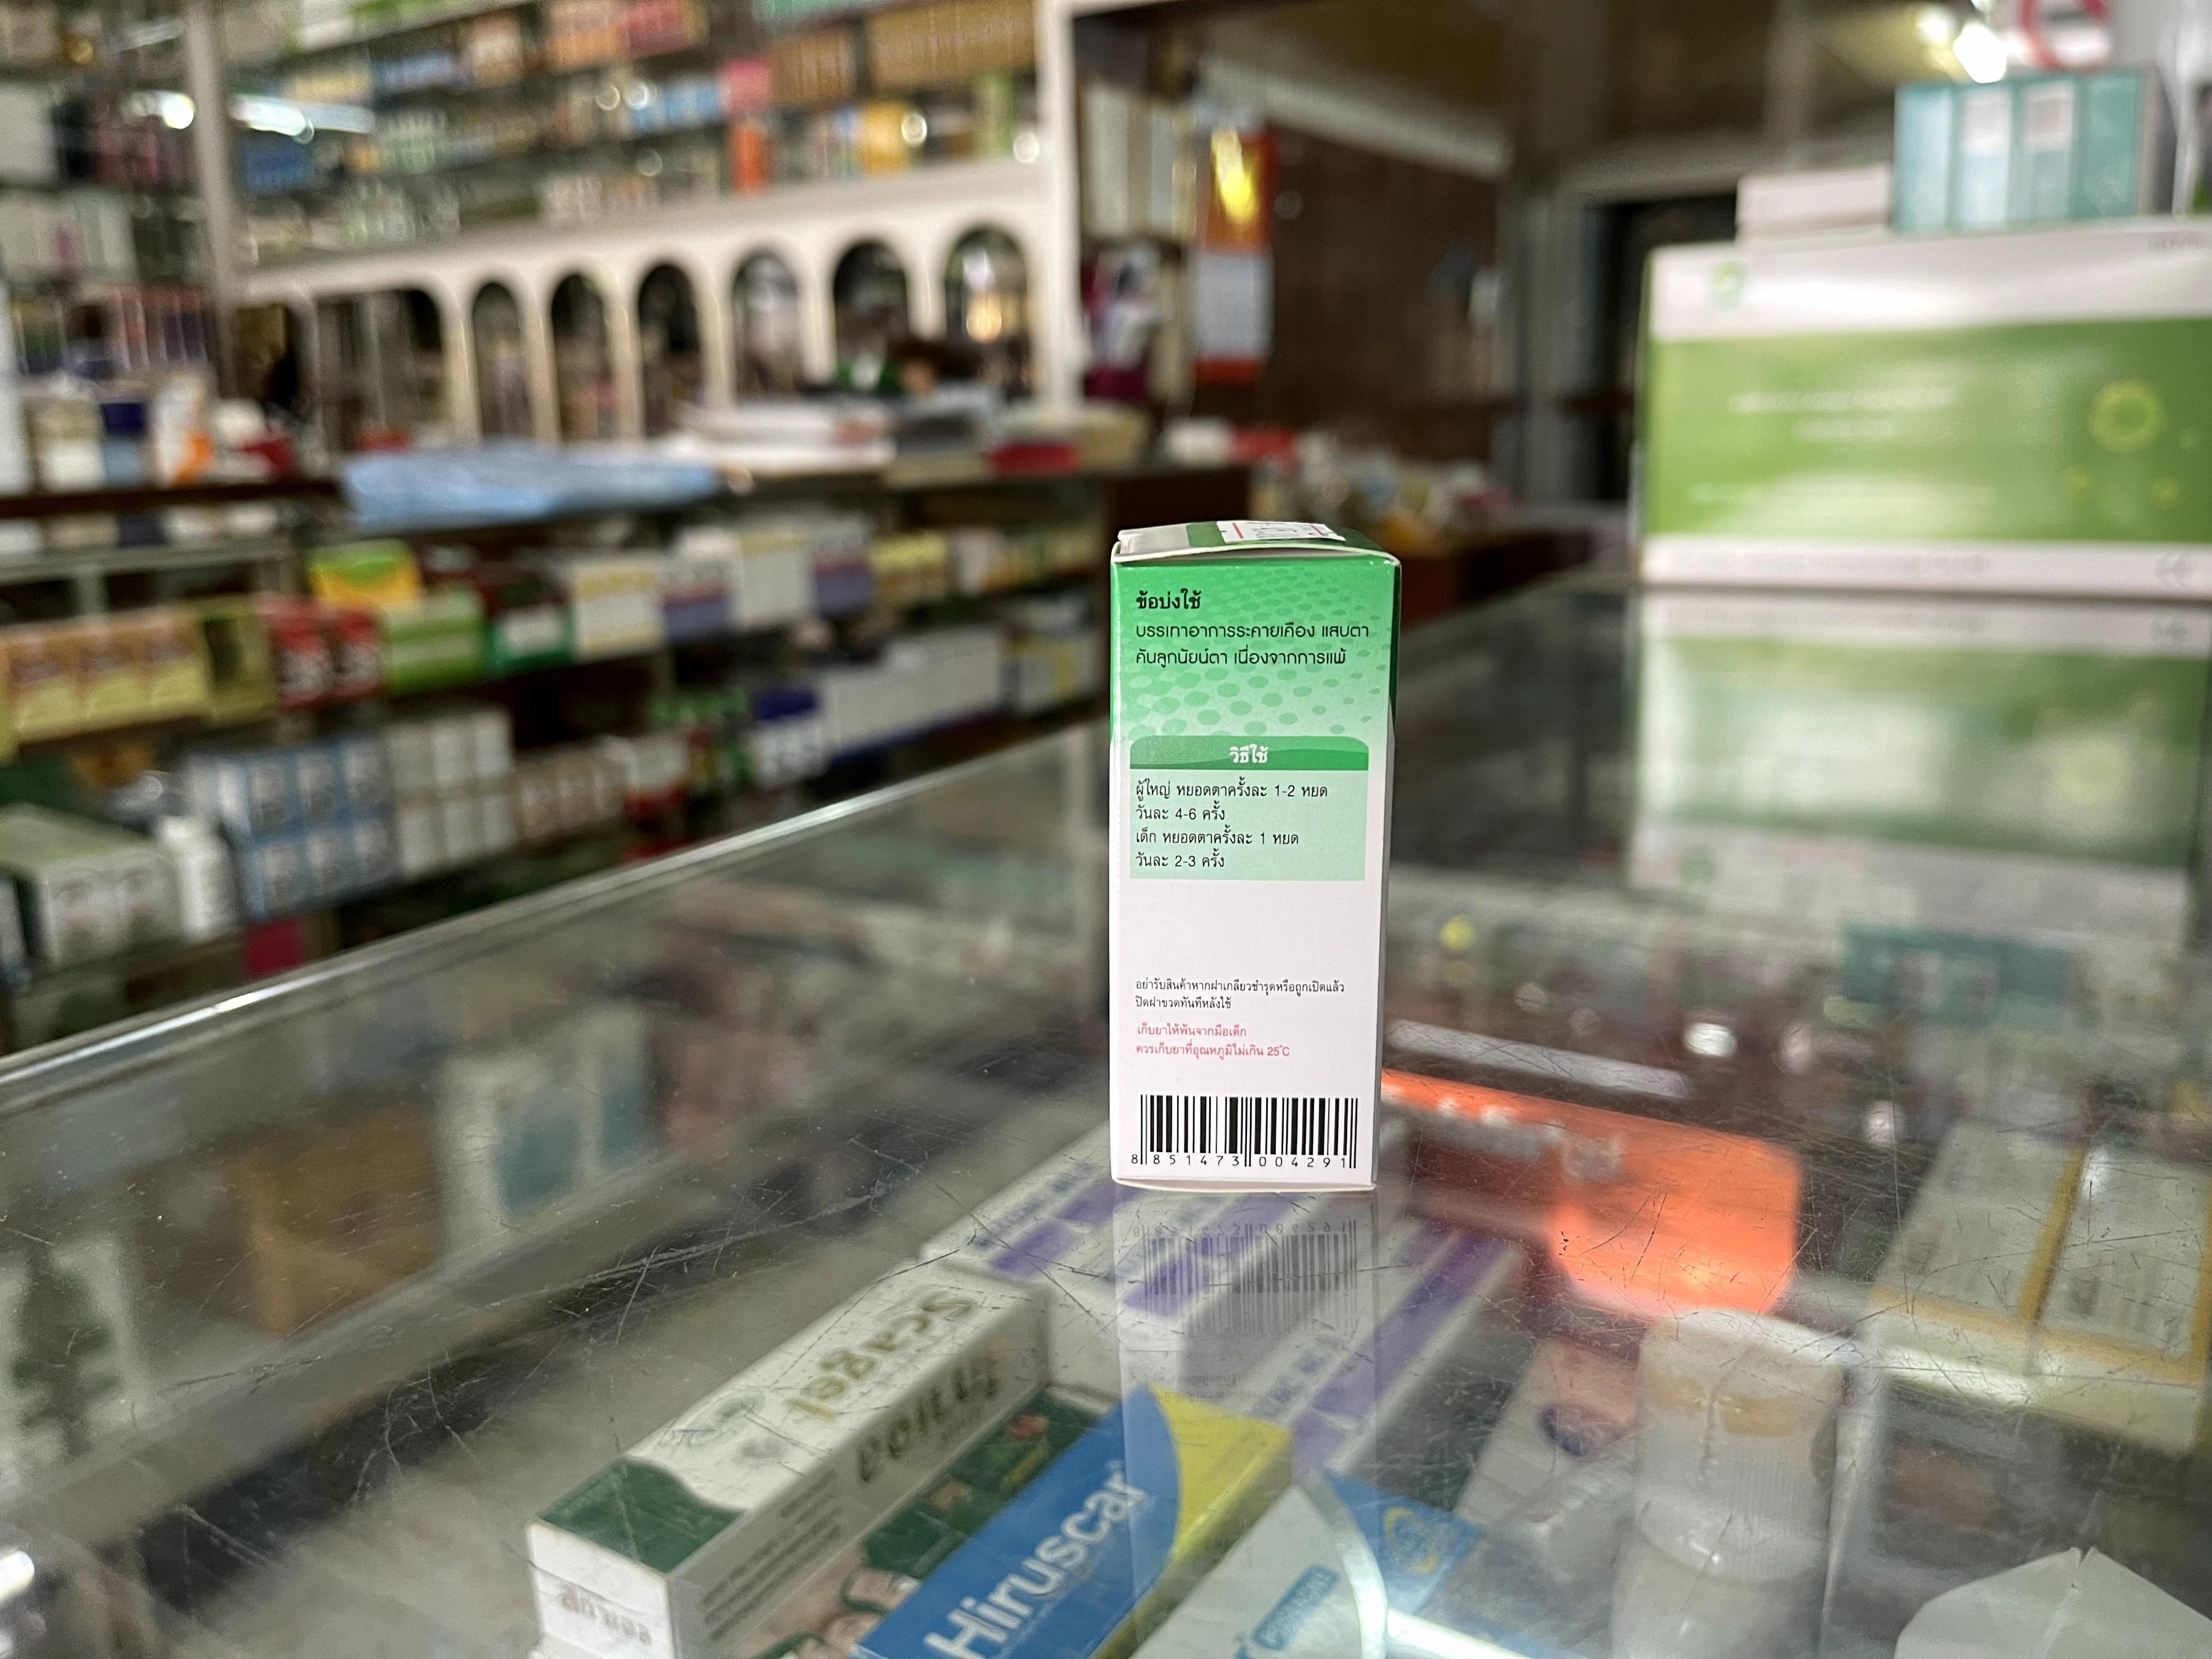 ข้อบ่งใช้
บรรเทาอาการระคายเคือง แสบตา
คันลูกนัยน์ตา เนื่องจากการแพ้
วิธีใช้
ผู้ใหญ่ หยอดตาครั้งละ 1-2 หยด
วันละ 4-6 ครั้ง
เด็ก หยอดตาครั้งละ 1 หยด
วันละ 2-3 ครั้ง
อย่ารับสินค้าหากฝาเกลียวชำรุดหรือถูกเปิดแล้ว
ปิดฝาขวดทันทีหลังใช้
เก็บยาให้พ้นจากมือเด็ก
ควรเก็บยาที่อุณหภูมิไม่เกิน 25°C
8 851473 004291
Scagel
Hiruscar